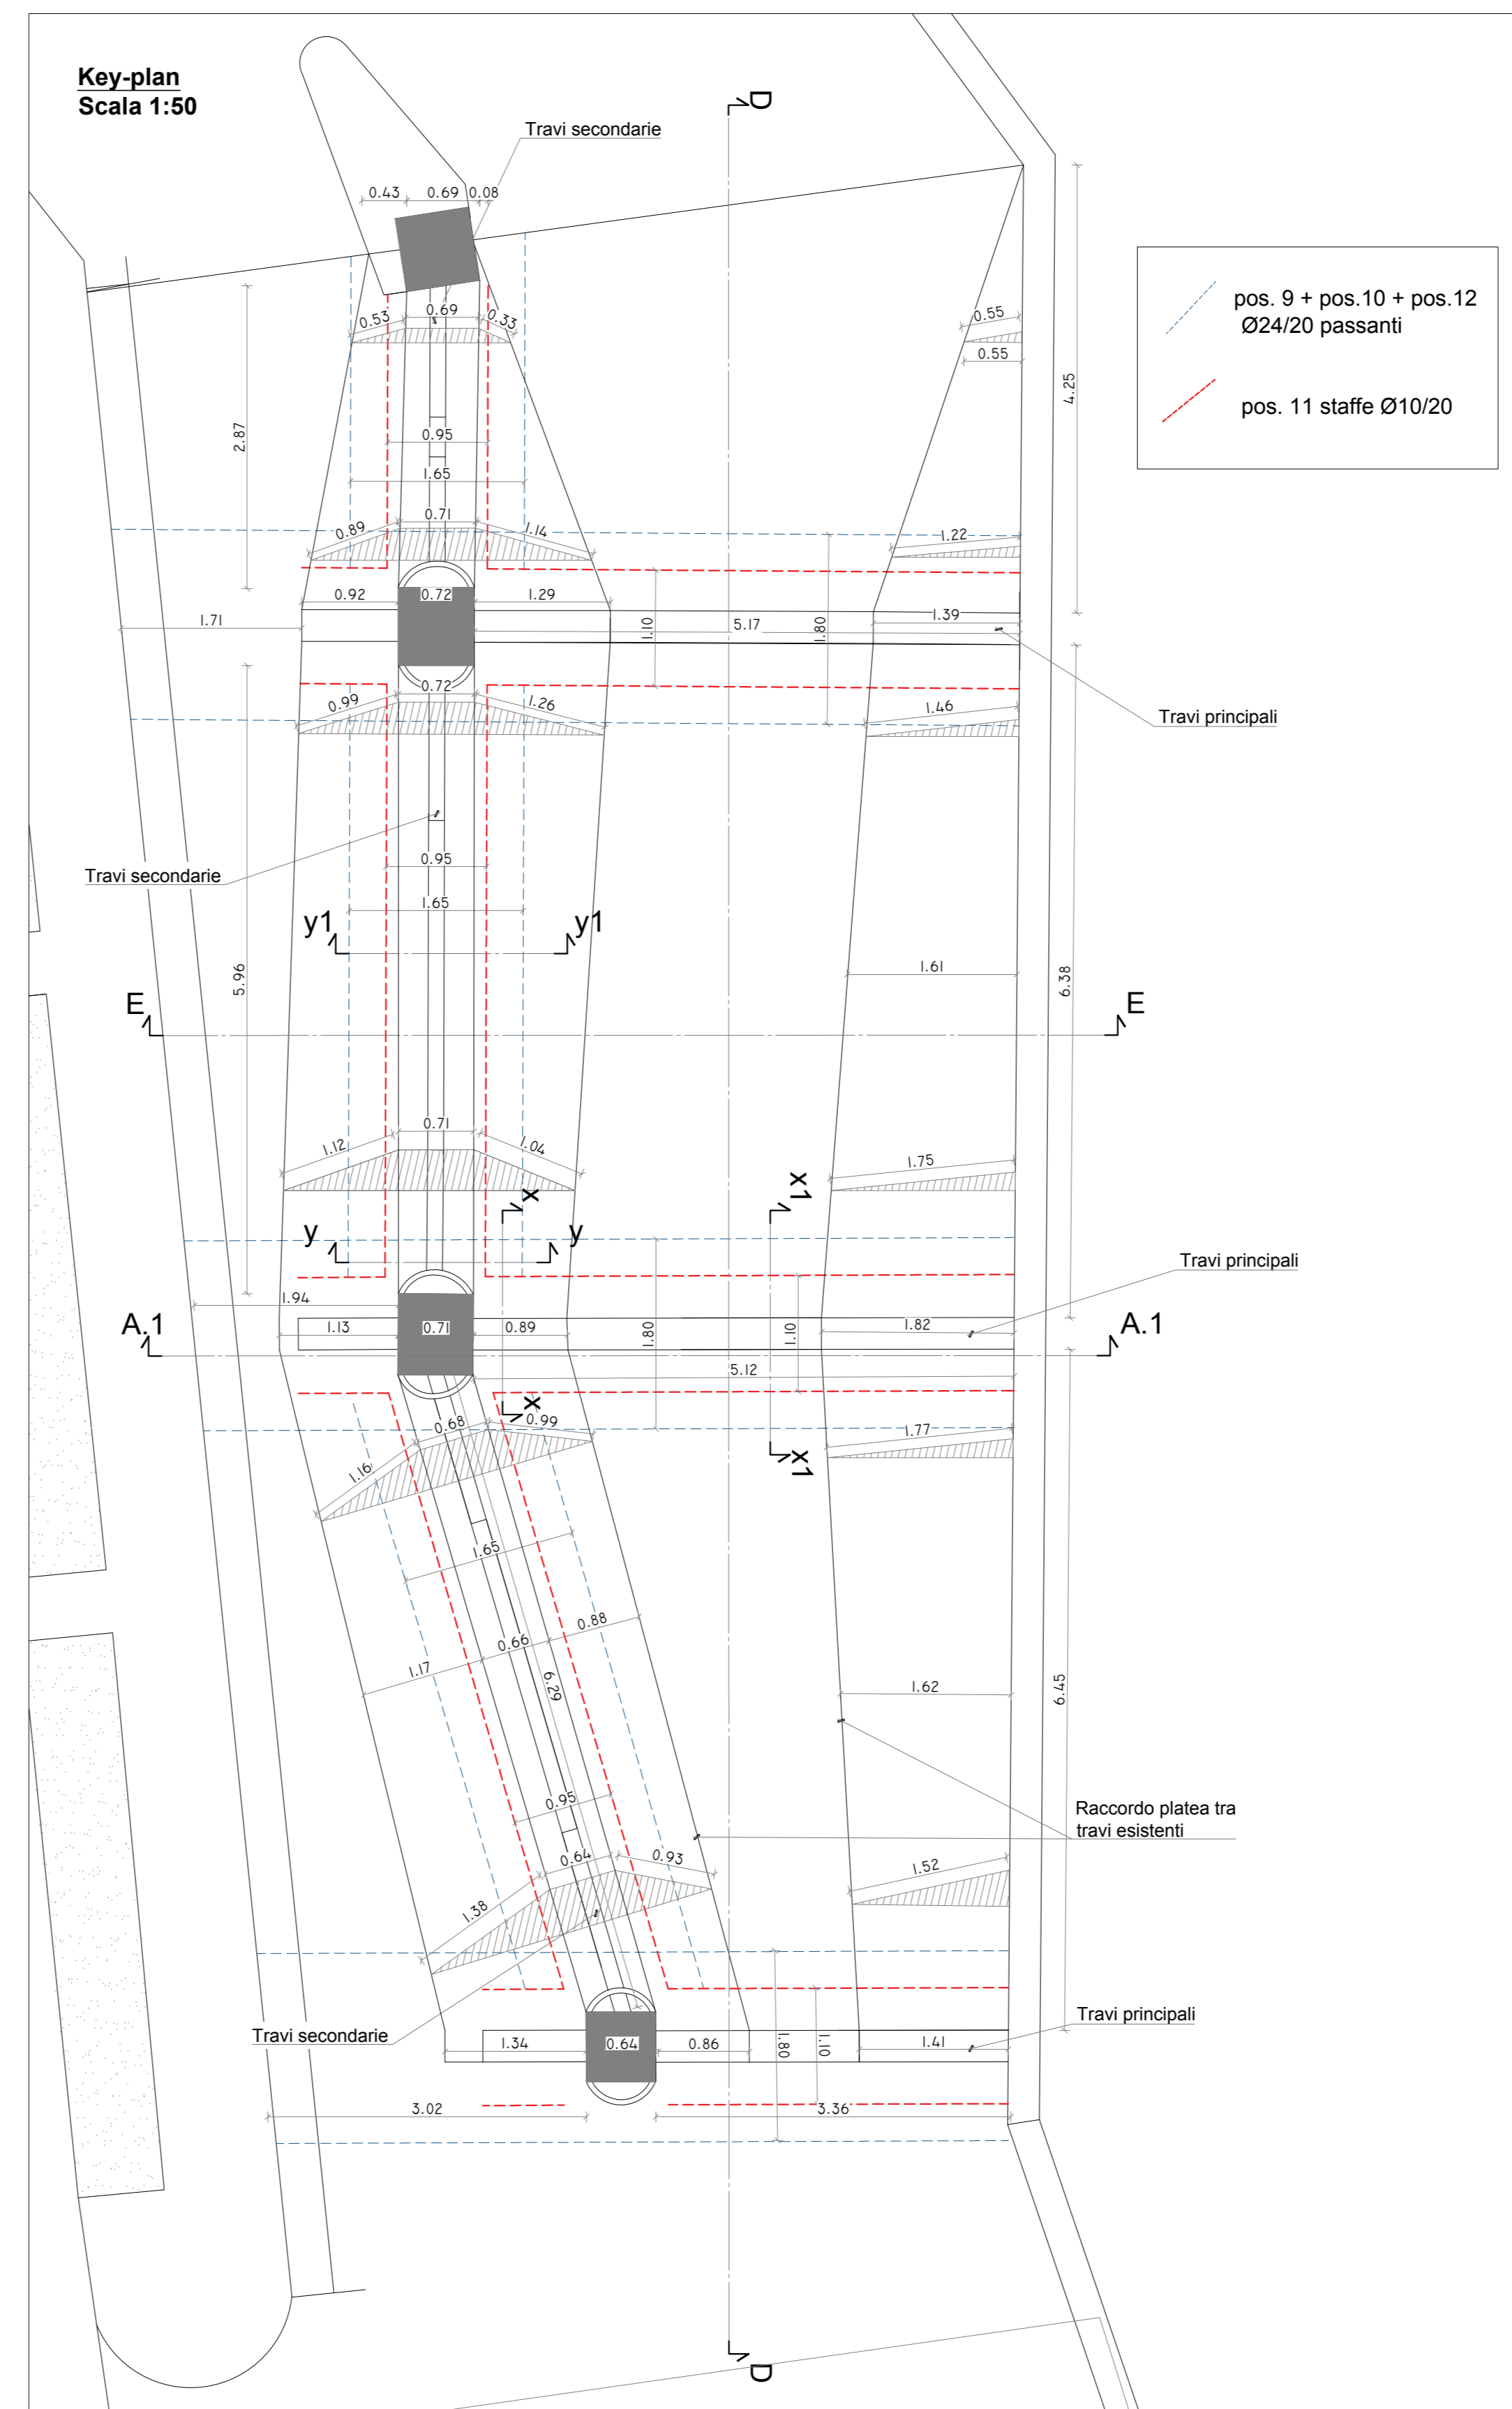 Key-plan
Scala 1:50
D
Travi secondarie
0.43 0.69 0.08
pos. 9 + pos.10 + pos.12
Ø24/20 passanti
pos. 11 staffe Ø10/20
0.53 0.69 0.33
0.55
0.55
4.25
2.87
0.95
1.65
0.71
0.89 1.14
1.22
0.92 0.72 1.29
1.71
1.10
5.17
1.80
1.39
0.72
0.99 1.26
1.46
Travi principali
Travi secondarie
0.95
1.65
y1 y1
5.96
1.61
6.38
E E
0.71
1.12 1.04
1.75
x x1
y y
Travi principali
1.94
A.1 A.1
1.13 0.71 0.89
1.80
1.10
1.82
5.12
x
0.68 0.99
1.16
1.77
x1
1.65
0.88
0.66
1.17
6.29
1.62
6.45
0.95
Raccordo platea tra
travi esistenti
0.64 0.93
1.38
1.52
Travi secondarie
Travi principali
1.34 0.64 0.86
1.80
1.10
1.41
3.02 3.36
D